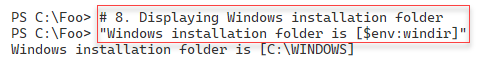 PS C:\Foo> # 8. Displaying Windows installation folder
PS C:\Foo> "Windows installation folder is [$env:windir]"
Windows installation folder is [C:\WINDOWS]